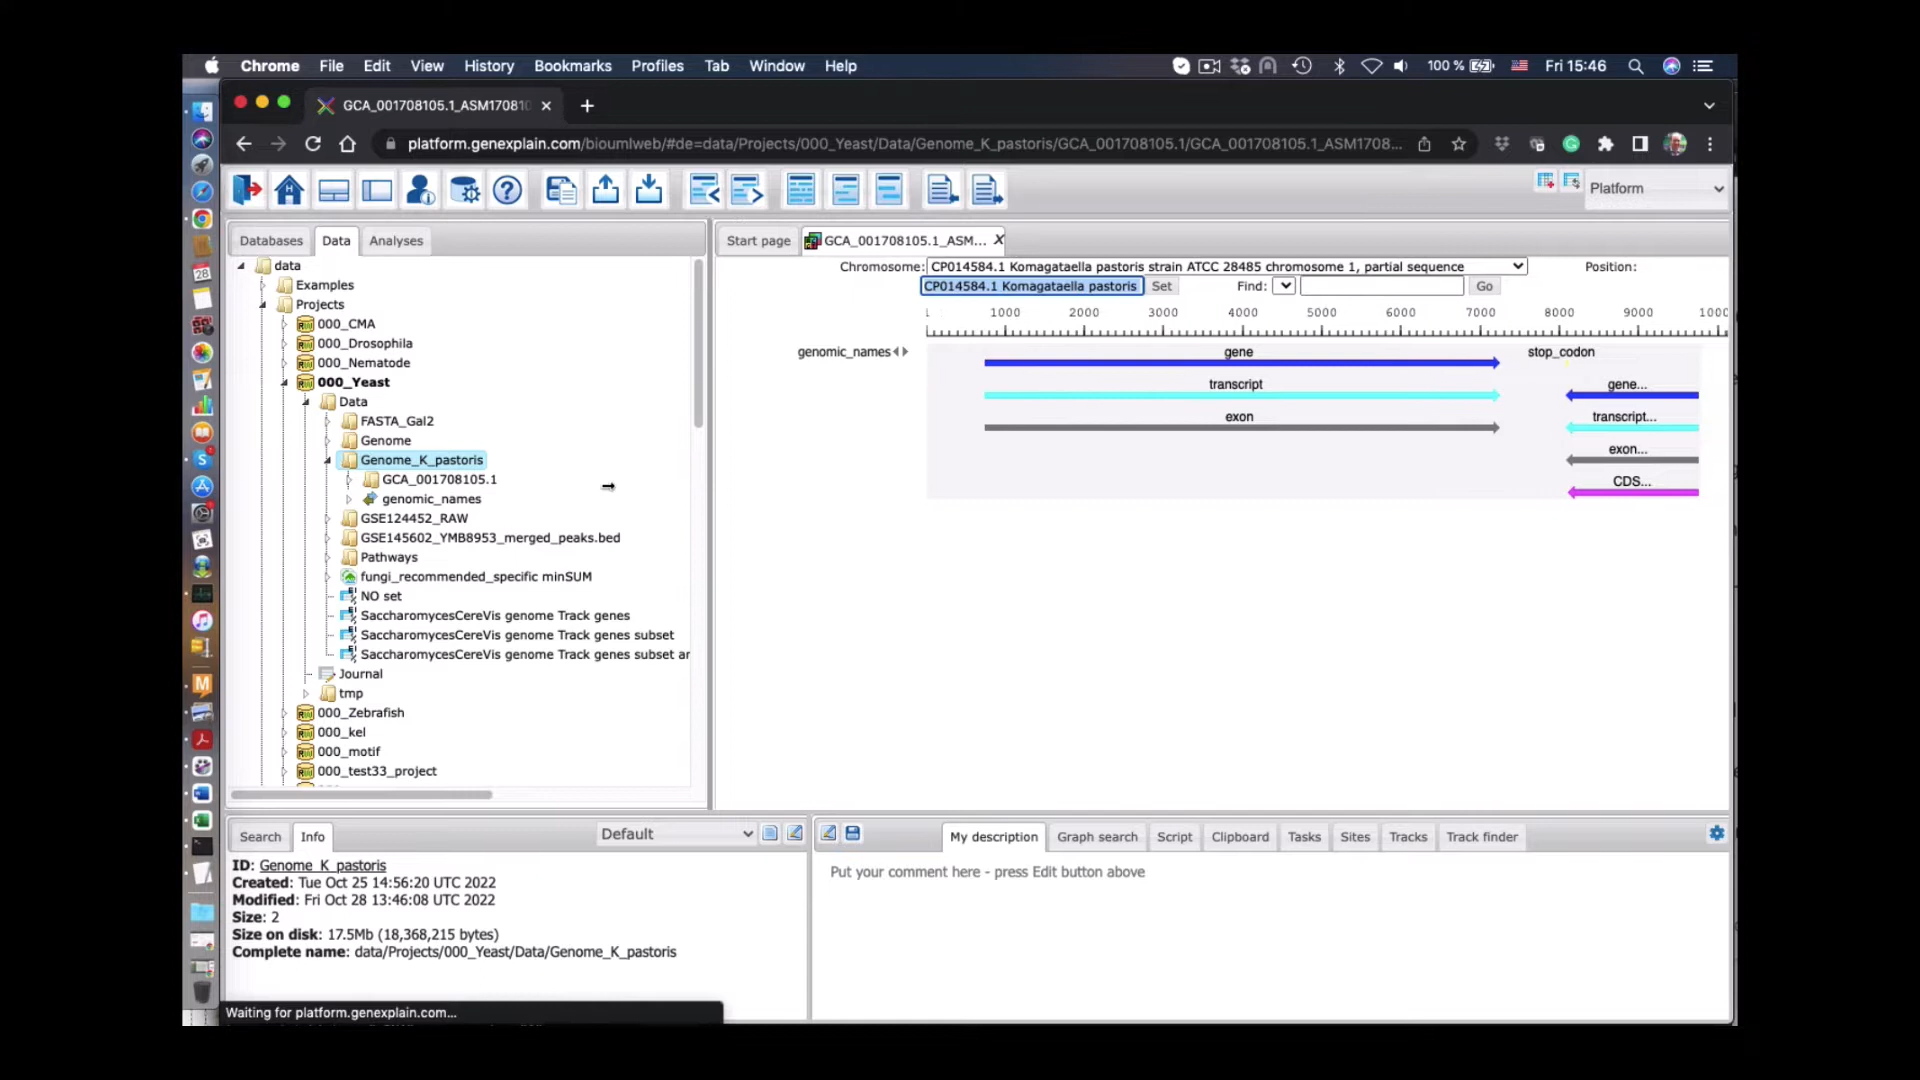 Chrome File Edit View History Bookmarks Profiles Tab Window Help 100 % Fri 15:46
GCA_001708105.1_ASM17081
platform.genexplain.com/bioumlweb/#de=data/Projects/000_Yeast/Data/Genome_K_pastoris/GCA_001708105.1/GCA_001708105.1_ASM1708...
Platform
Databases Data Analyses
data
Examples
Projects
000_CMA
000_Drosophila
000_Nematode
000_Yeast
Data
FASTA_Gal2
Genome
Genome_K_pastoris
GCA_001708105.1
genomic_names
GSE124452_RAW
GSE145602_YMB8953_merged_peaks.bed
Pathways
fungi_recommended_specific minSUM
NO set
SaccharomycesCereVis genome Track genes
SaccharomycesCereVis genome Track genes subset
SaccharomycesCereVis genome Track genes subset ar
Journal
tmp
000_Zebrafish
000_kel
000_motif
000_test33_project
Start page GCA_001708105.1_ASM... X
Chromosome: CP014584.1 Komagataella pastoris strain ATCC 28485 chromosome 1, partial sequence Position:
CP014584.1 Komagataella pastoris Set Find: Go
1000 2000 3000 4000 5000 6000 7000 8000 9000 1000
genomic_names gene stop_codon
transcript gene...
exon transcript...
exon...
CDS...
Search Info Default
ID: Genome_K_pastoris
Created: Tue Oct 25 14:56:20 UTC 2022
Modified: Fri Oct 28 13:46:08 UTC 2022
Size: 2
Size on disk: 17.5Mb (18,368,215 bytes)
Complete name: data/Projects/000_Yeast/Data/Genome_K_pastoris
My description Graph search Script Clipboard Tasks Sites Tracks Track finder
Put your comment here - press Edit button above
Waiting for platform.genexplain.com...